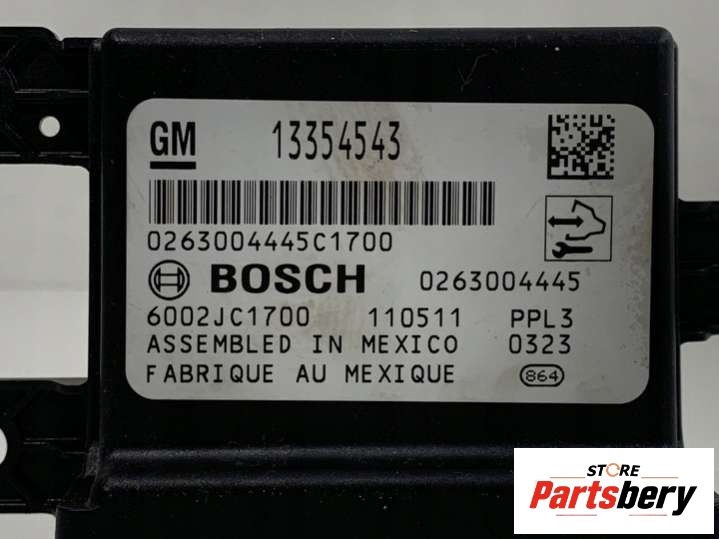 GM 13354543
0263004445C1700
BOSCH 0263004445
6002JC1700 110511 PPL3
ASSEMBLED IN MEXICO 0323
FABRIQUE AU MEXIQUE 864
STORE
Partsbery